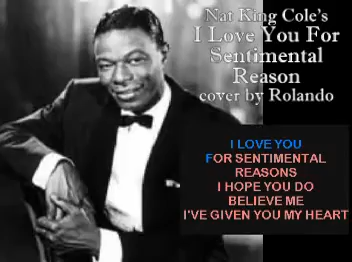 Nat King Cole's
I Love You For
Sentimental
Reason
cover by Rolando
I LOVE YOU
FOR SENTIMENTAL
REASONS
I HOPE YOU DO
BELIEVE ME
I'VE GIVEN YOU MY HEART